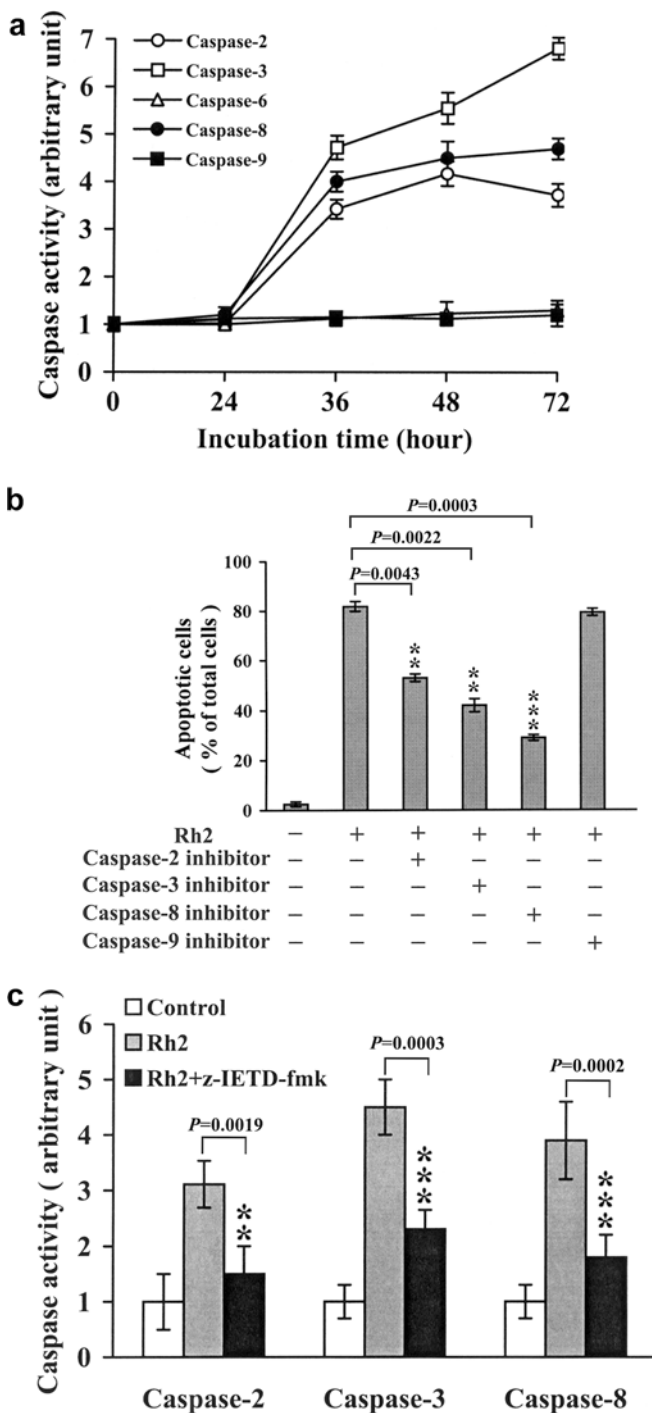 a
7
6
5
4
3
2
1
0
Caspase activity (arbitrary unit)
Caspase-2
Caspase-3
Caspase-6
Caspase-8
Caspase-9
0 24 36 48 72
Incubation time (hour)
b
P=0.0003
P=0.0022
P=0.0043
100
80
60
40
20
0
Apoptotic cells
( % of total cells )
** ** ***
Rh2 − + + + + +
Caspase-2 inhibitor − − + − − −
Caspase-3 inhibitor − − − + − −
Caspase-8 inhibitor − − − − + −
Caspase-9 inhibitor − − − − − +
c
Control
Rh2
Rh2+z-IETD-fmk
6
5
4
3
2
1
0
Caspase activity ( arbitrary unit )
P=0.0019
P=0.0003
P=0.0002
** *** ***
Caspase-2 Caspase-3 Caspase-8